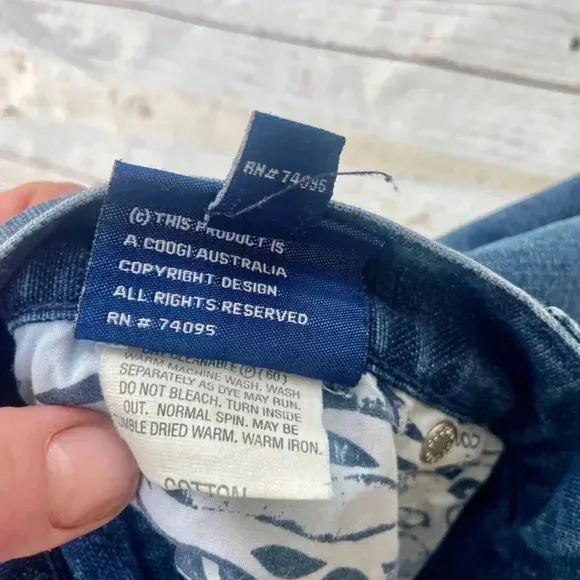 RN# 74095
(C) THIS PRODUCT IS
A COOGI AUSTRALIA
COPYRIGHT DESIGN.
ALL RIGHTS RESERVED
RN # 74095
CLEANABLE (P) (60)
WARM MACHINE WASH. WASH
SEPARATELY AS DYE MAY RUN.
DO NOT BLEACH. TURN INSIDE
OUT. NORMAL SPIN. MAY BE
TUMBLE DRIED WARM. WARM IRON.
COTTON